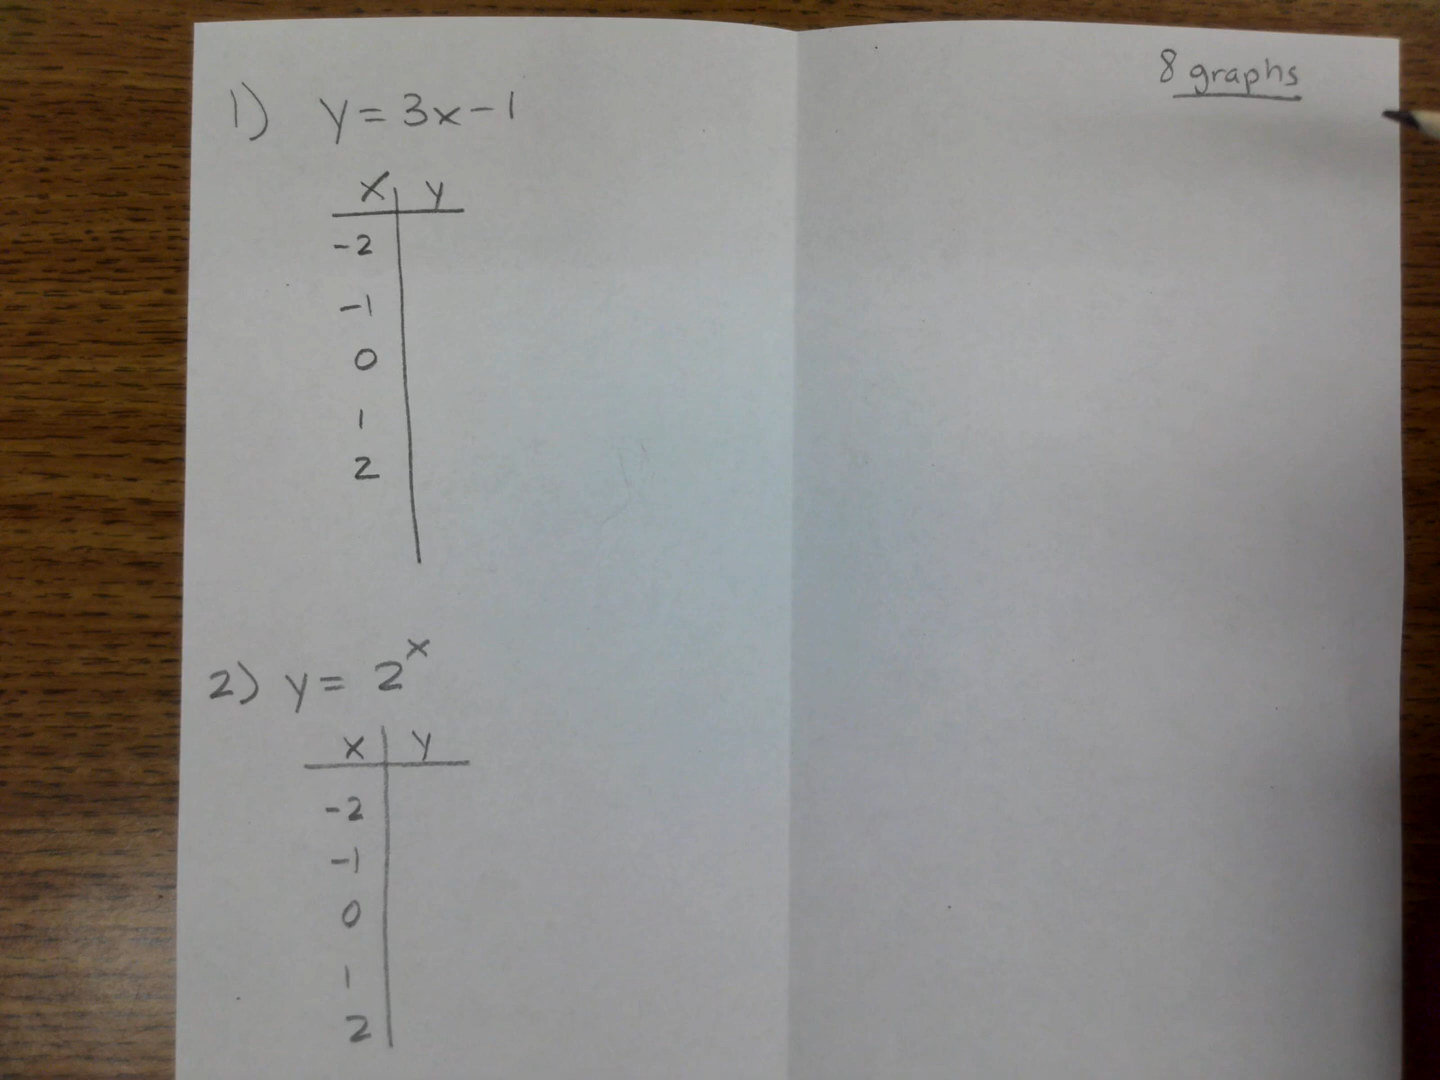 8 graphs
1) y = 3x - 1
x y
-2
-1
0
1
2
2) y = 2^x
x y
-2
-1
0
1
2